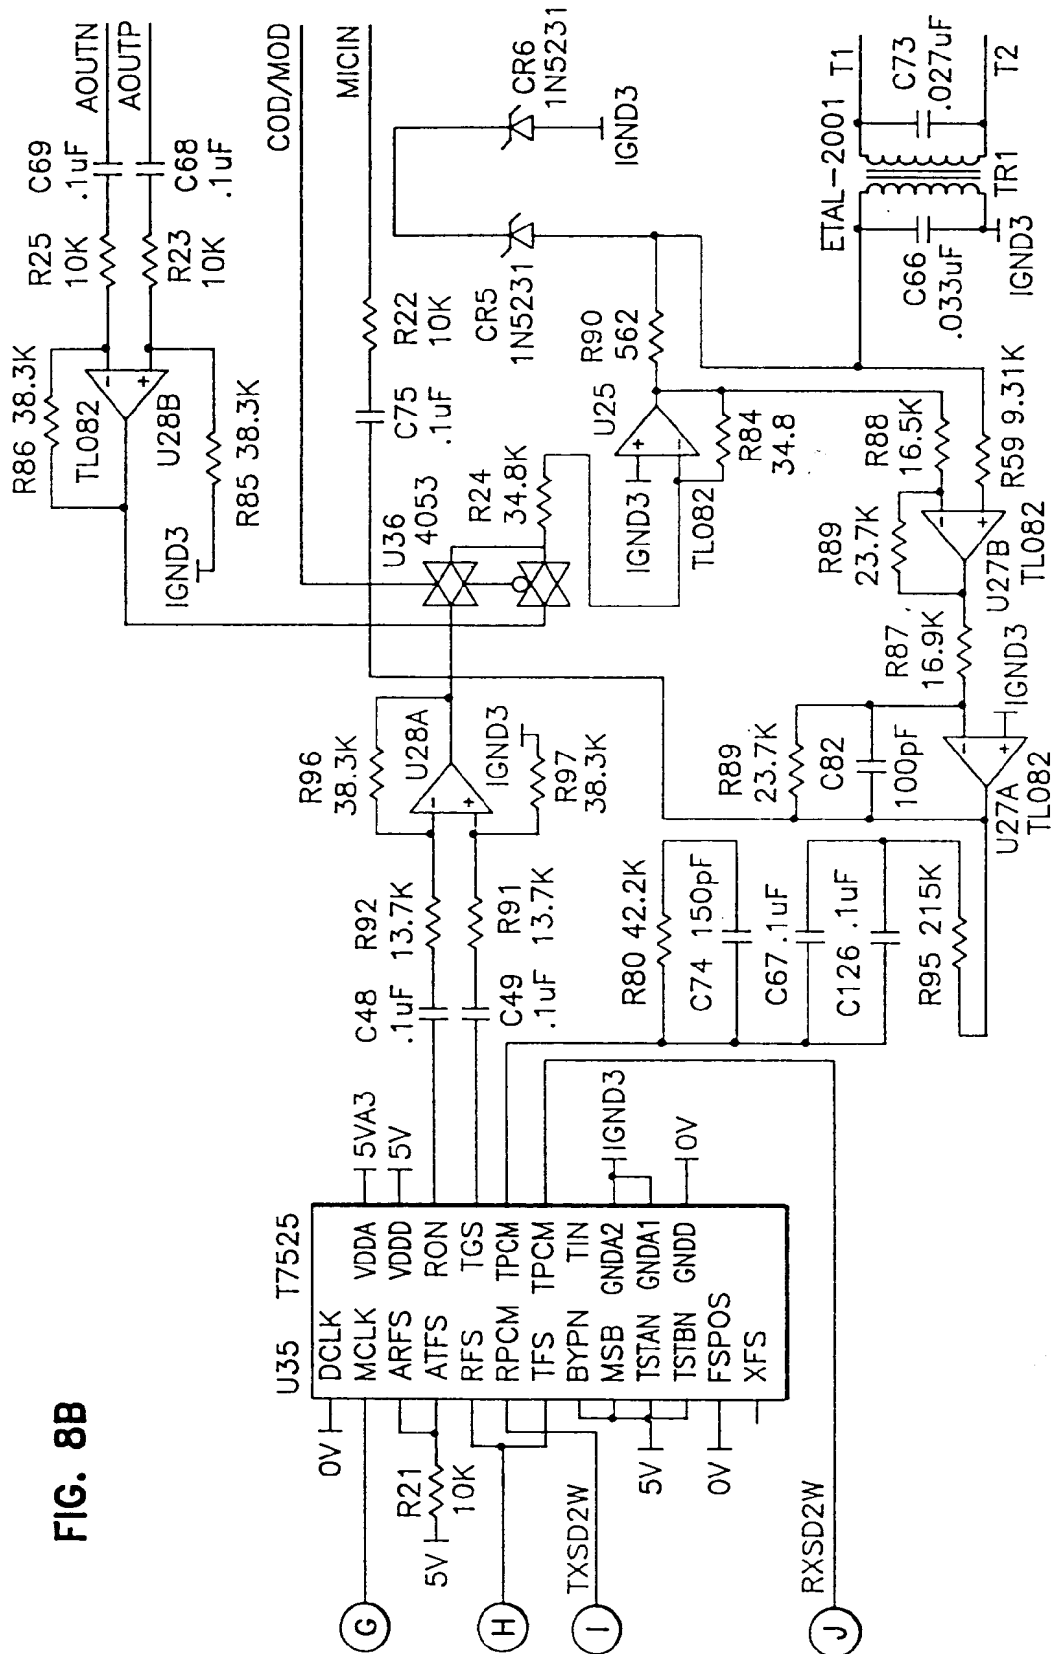 FIG. 8B
AOUTN
AOUTP
C69
.1uF
C68
.1uF
R25
10K
R23
10K
R86 38.3K
TL082
U28B
R85 38.3K
IGND3
COD/MOD
MICIN
CR6
1N5231
IGND3
CR5
1N5231
R22
10K
C75
.1uF
U36
4053
R24
34.8K
R90
562
U25
IGND3
TL082
R84
34.8
ETAL-2001
T1
C73
.027uF
T2
TR1
C66
.033uF
IGND3
R88
16.5K
R59 9.31K
R89
23.7K
U27B
TL082
R87
16.9K
IGND3
R89
23.7K
C82
100pF
U27A
TL082
R96
38.3K
U28A
IGND3
R97
38.3K
R92
13.7K
R91
13.7K
C48
.1uF
C49
.1uF
R80 42.2K
C74 150pF
C67 .1uF
C126 .1uF
R95 215K
5VA3
5V
IGND3
0V
U35 T7525
DCLK
MCLK VDDA
ARFS VDDD
ATFS RON
RFS TGS
RPCM TPCM
TFS TPCM
BYPN TIN
MSB GNDA2
TSTAN GNDA1
TSTBN GNDD
FSPOS
XFS
0V
R21
10K
5V
5V
0V
TXSD2W
RXSD2W
G
H
I
J